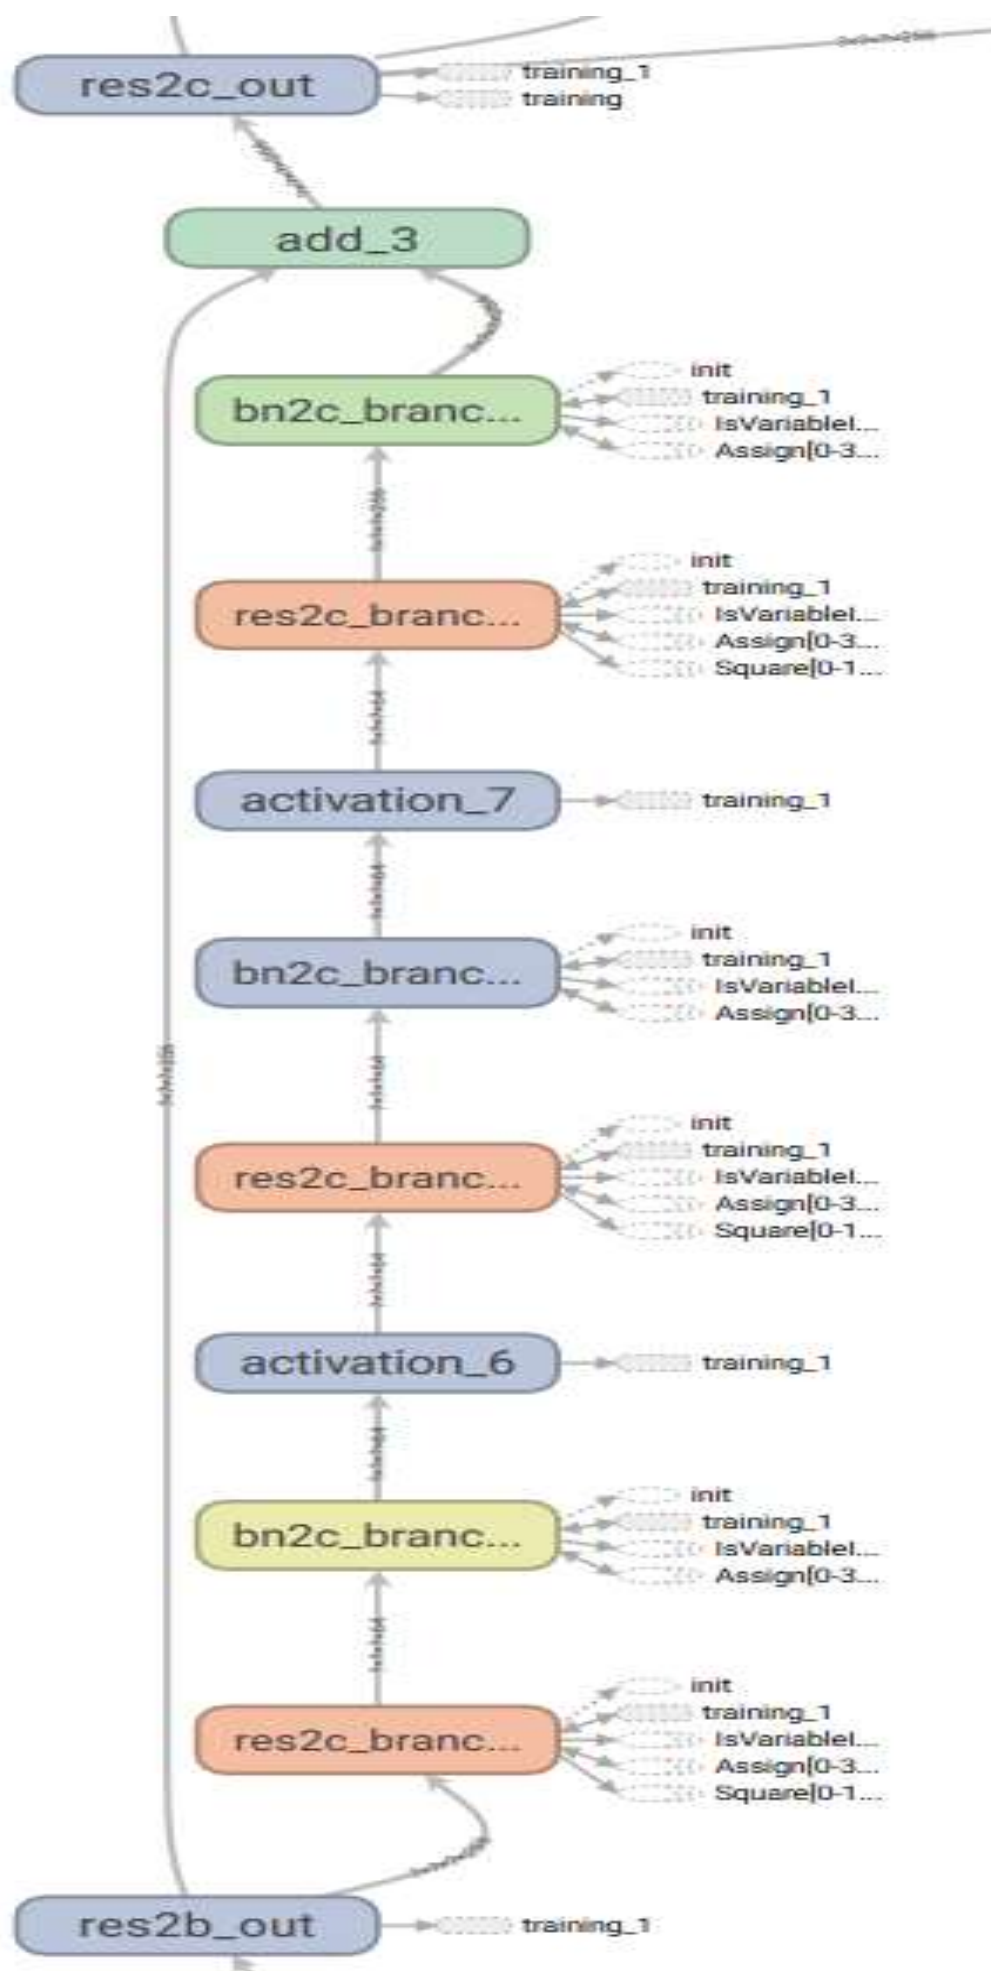 res2c_out
training_1
training
add_3
bn2c_branc...
init
training_1
IsVariableI...
Assign[0-3...
res2c_branc...
init
training_1
IsVariableI...
Assign[0-3...
Square[0-1...
activation_7
training_1
bn2c_branc...
init
training_1
IsVariableI...
Assign[0-3...
res2c_branc...
init
training_1
IsVariableI...
Assign[0-3...
Square[0-1...
activation_6
training_1
bn2c_branc...
init
training_1
IsVariableI...
Assign[0-3...
res2c_branc...
init
training_1
IsVariableI...
Assign[0-3...
Square[0-1...
res2b_out
training_1